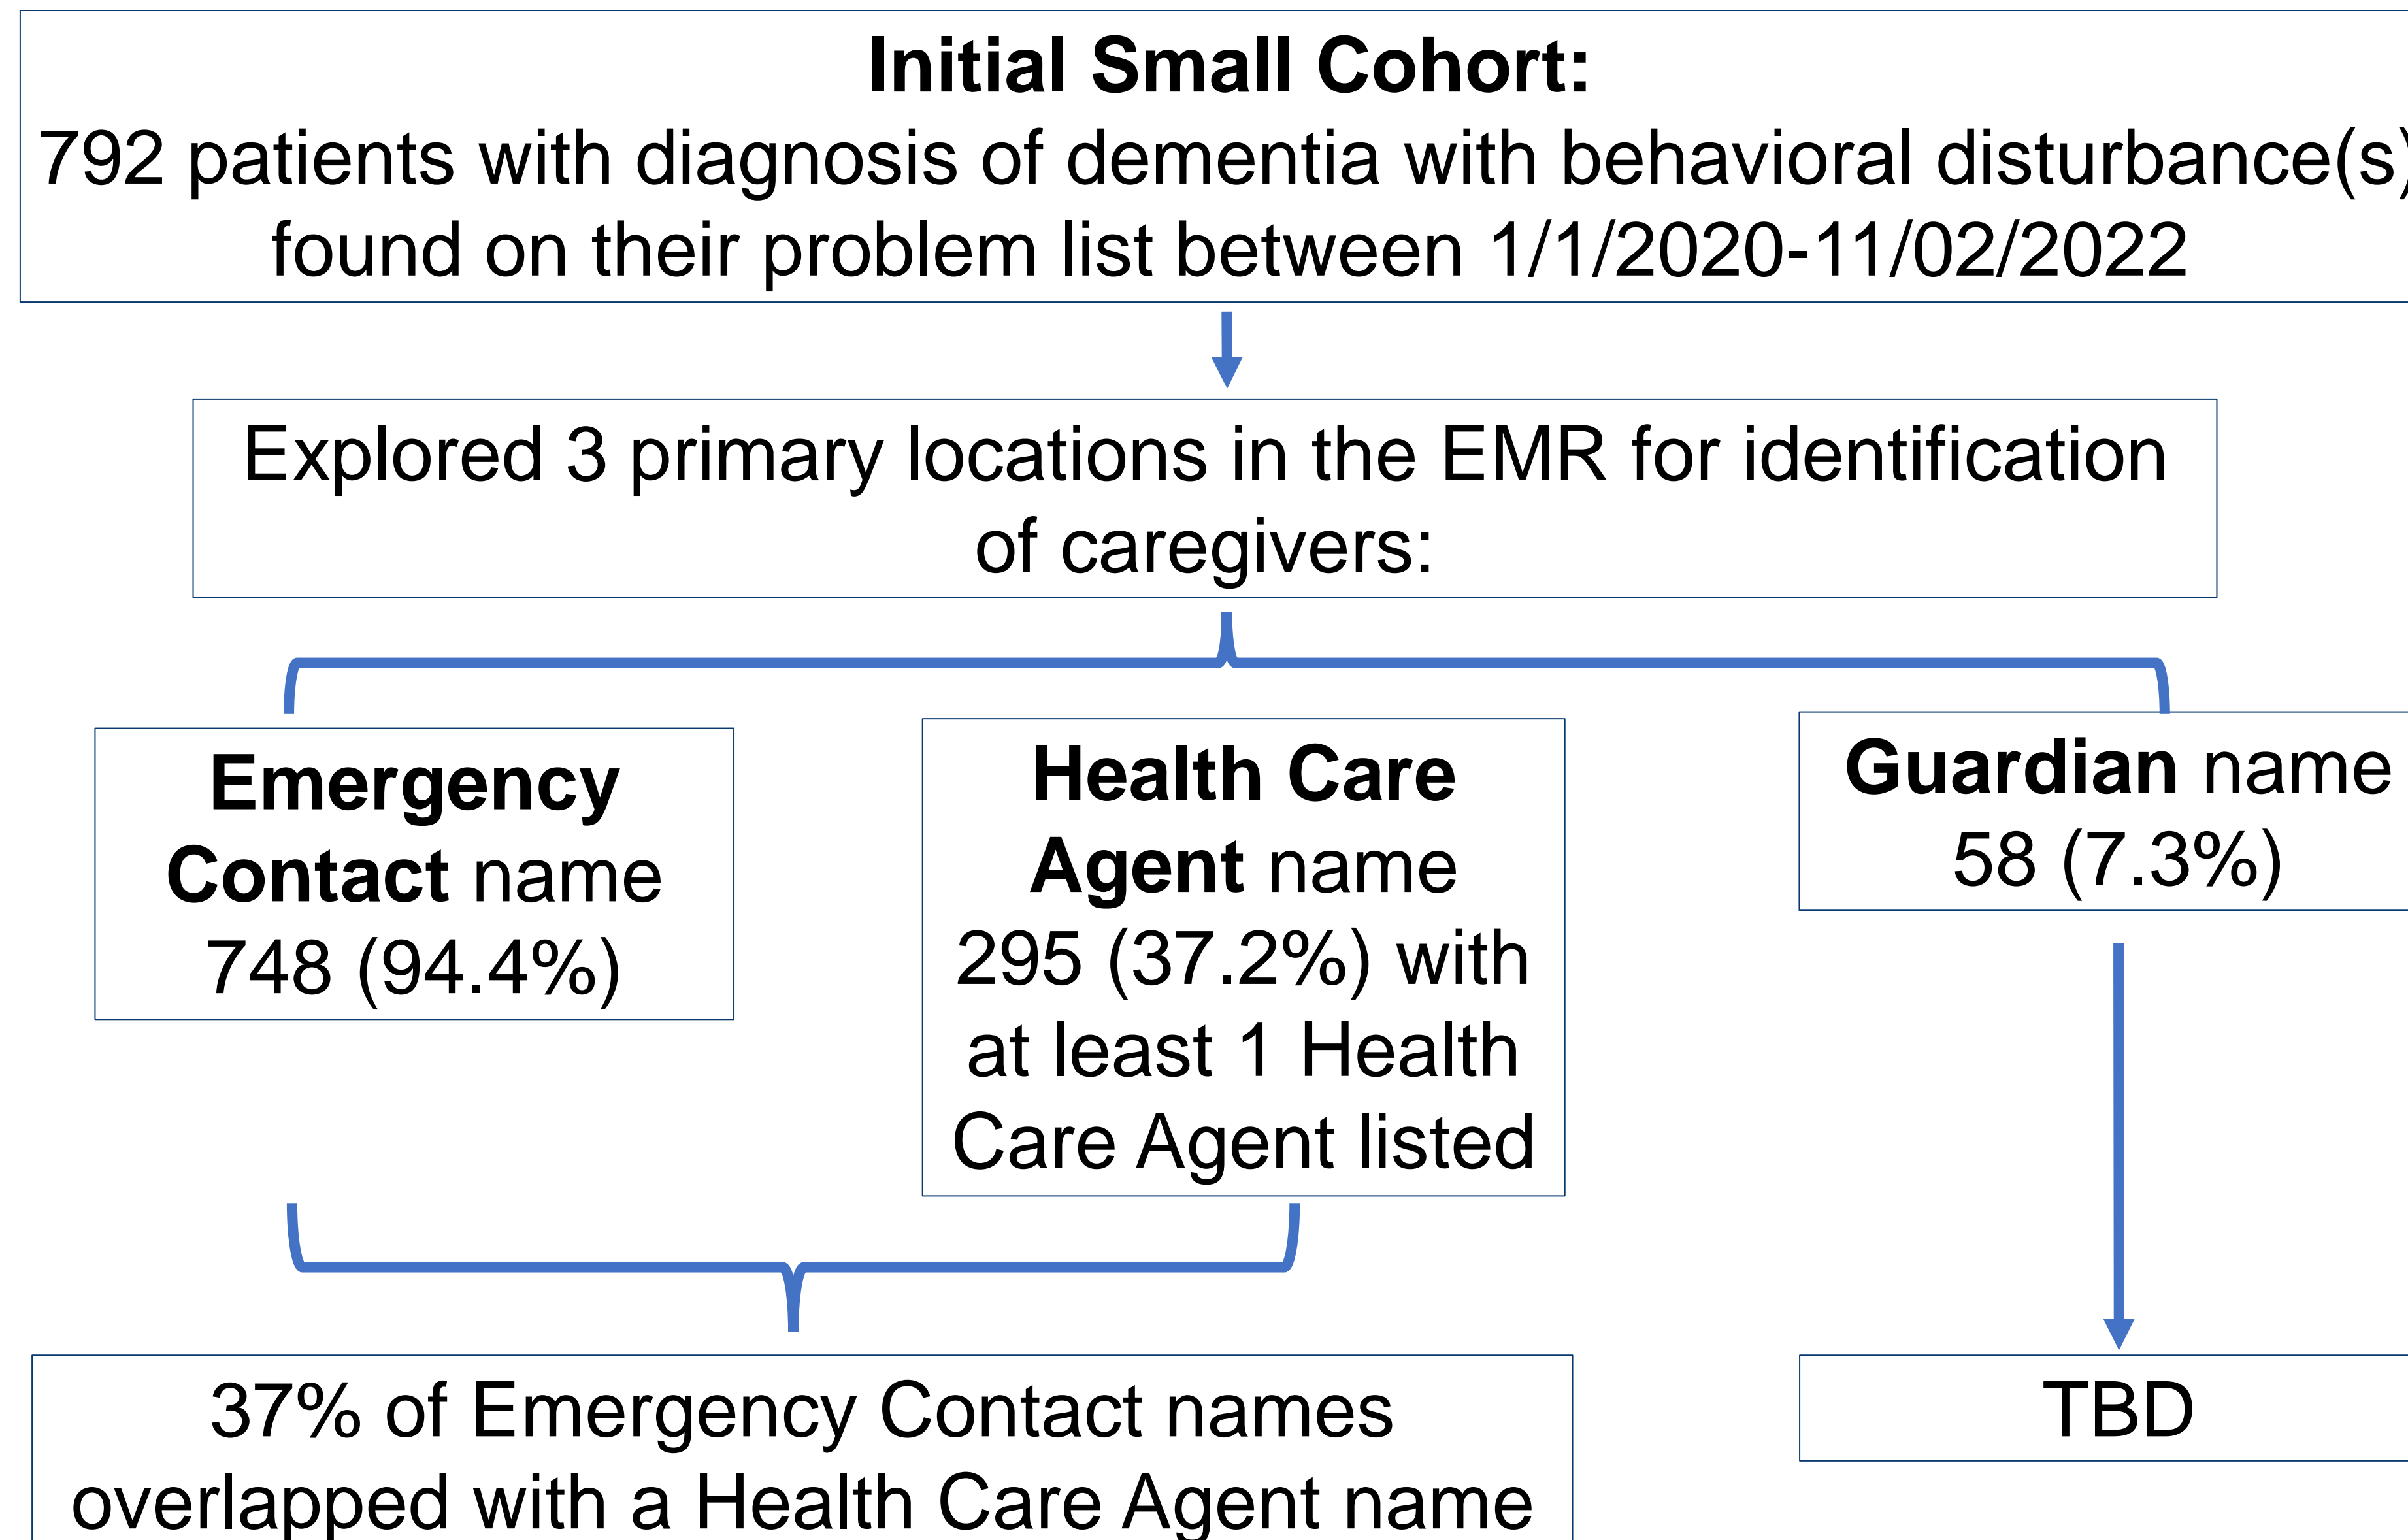 Initial Small Cohort:
792 patients with diagnosis of dementia with behavioral disturbance(s)
found on their problem list between 1/1/2020-11/02/2022
Explored 3 primary locations in the EMR for identification
of caregivers:
Emergency
Contact name
748 (94.4%)
Health Care
Agent name
295 (37.2%) with
at least 1 Health
Care Agent listed
Guardian name
58 (7.3%)
37% of Emergency Contact names
overlapped with a Health Care Agent name
TBD